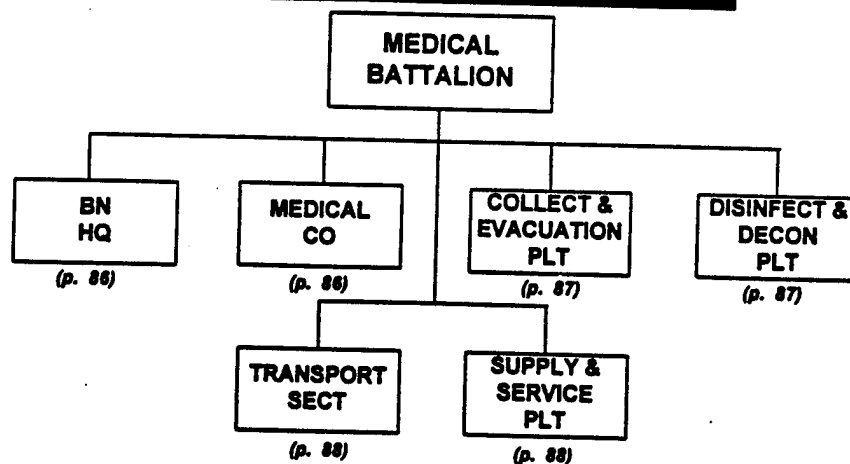 MEDICAL
BATTALION
BN
HQ
(p. 86)
MEDICAL
CO
(p. 86)
COLLECT &
EVACUATION
PLT
(p. 87)
DISINFECT &
DECON
PLT
(p. 87)
TRANSPORT
SECT
(p. 88)
SUPPLY &
SERVICE
PLT
(p. 88)